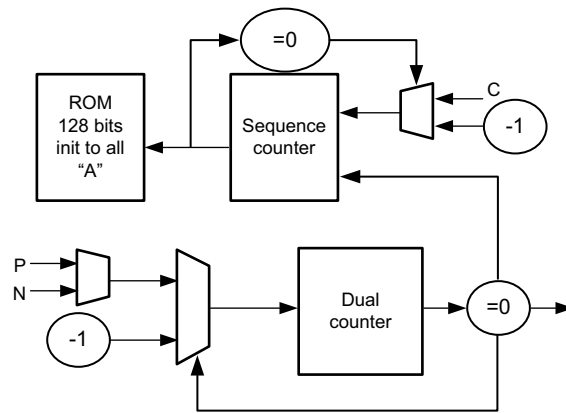 =0
ROM
128 bits
init to all
“A”
Sequence
counter
C
-1
P
N
-1
Dual
counter
=0